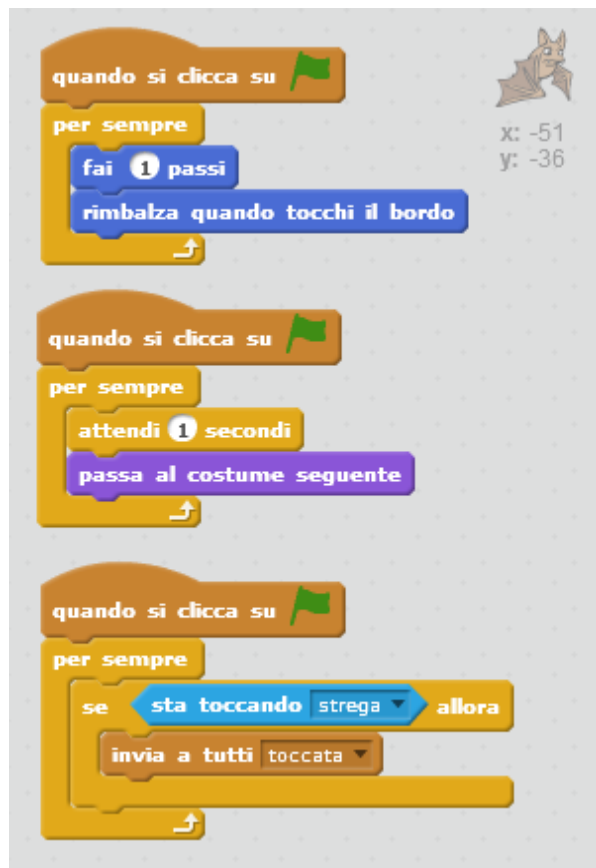 quando si clicca su
per sempre
x: -51
y: -36
fai 1 passi
rimbalza quando tocchi il bordo
quando si clicca su
per sempre
attendi 1 secondi
passa al costume seguente
quando si clicca su
per sempre
se sta toccando strega allora
invia a tutti toccata